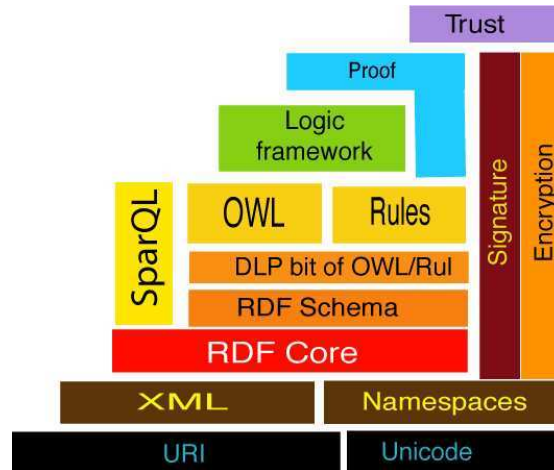 Trust
Proof
Logic
framework
SparQL
OWL
Rules
Signature
Encryption
DLP bit of OWL/Rul
RDF Schema
RDF Core
XML
Namespaces
URI
Unicode